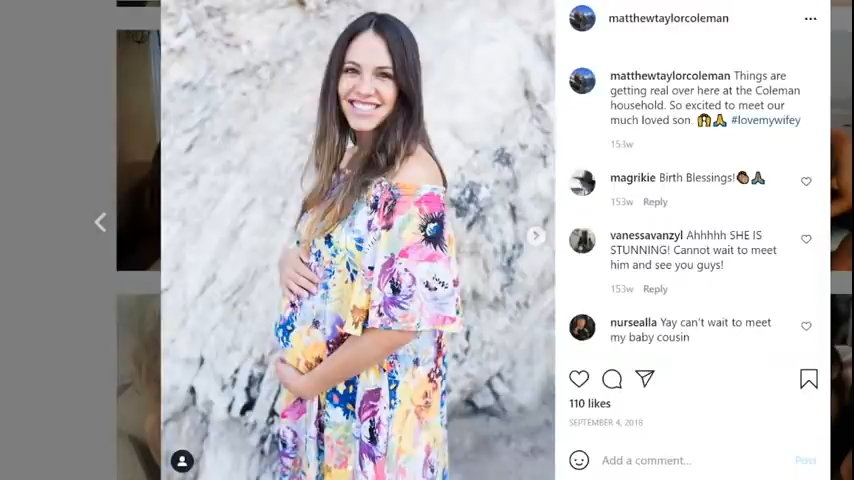 matthewtaylorcoleman
matthewtaylorcoleman Things are
getting real over here at the Coleman
household. So excited to meet our
much loved son. 🙌🙏 #lovemywifey
153w
magrikie Birth Blessings!👏🏽🙏🏽
153w Reply
vanessavanzyl Ahhhhh SHE IS
STUNNING! Cannot wait to meet
him and see you guys!
153w Reply
nursealla Yay can't wait to meet
my baby cousin
110 likes
SEPTEMBER 4, 2018
Add a comment... Post